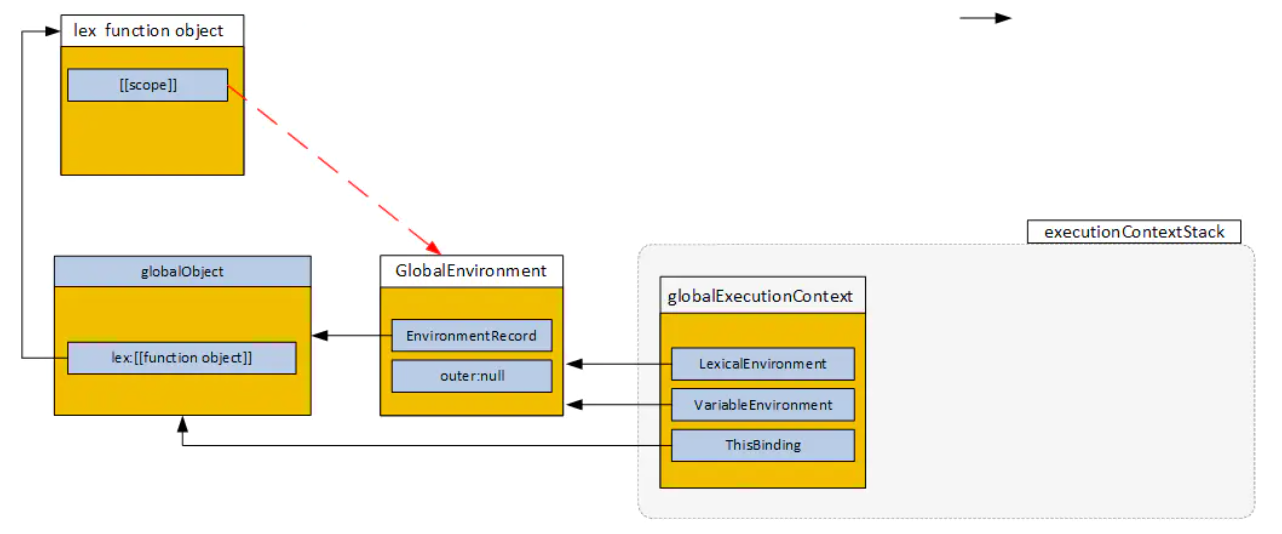 lex function object
[[scope]]
executionContextStack
globalObject
GlobalEnvironment
globalExecutionContext
EnvironmentRecord
lex:[[function object]]
LexicalEnvironment
outer:null
VariableEnvironment
ThisBinding